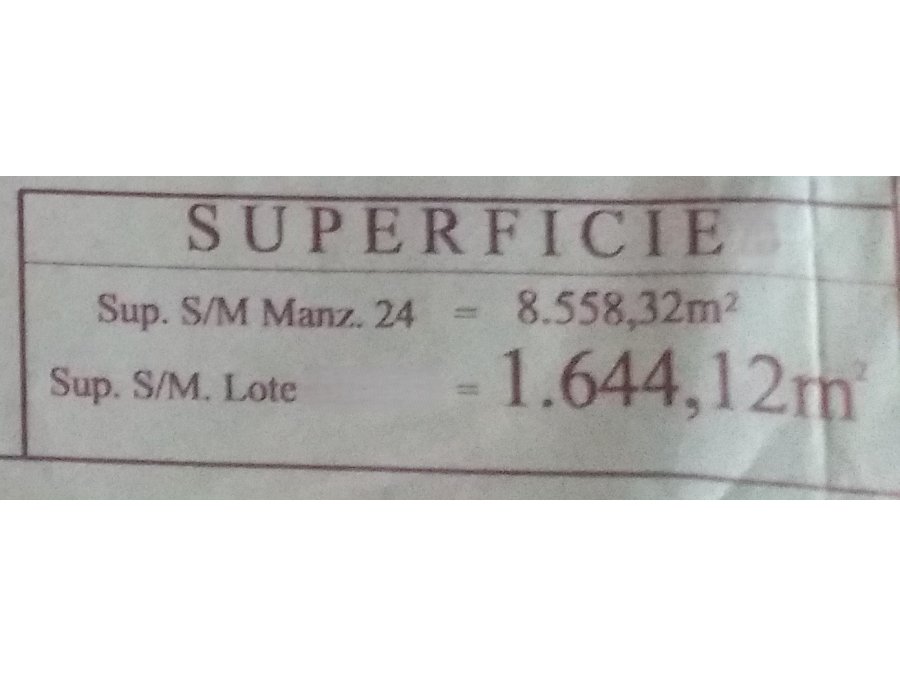 SUPERFICIE
Sup. S/M Manz. 24 = 8.558,32m²
Sup. S/M. Lote = 1.644,12m²